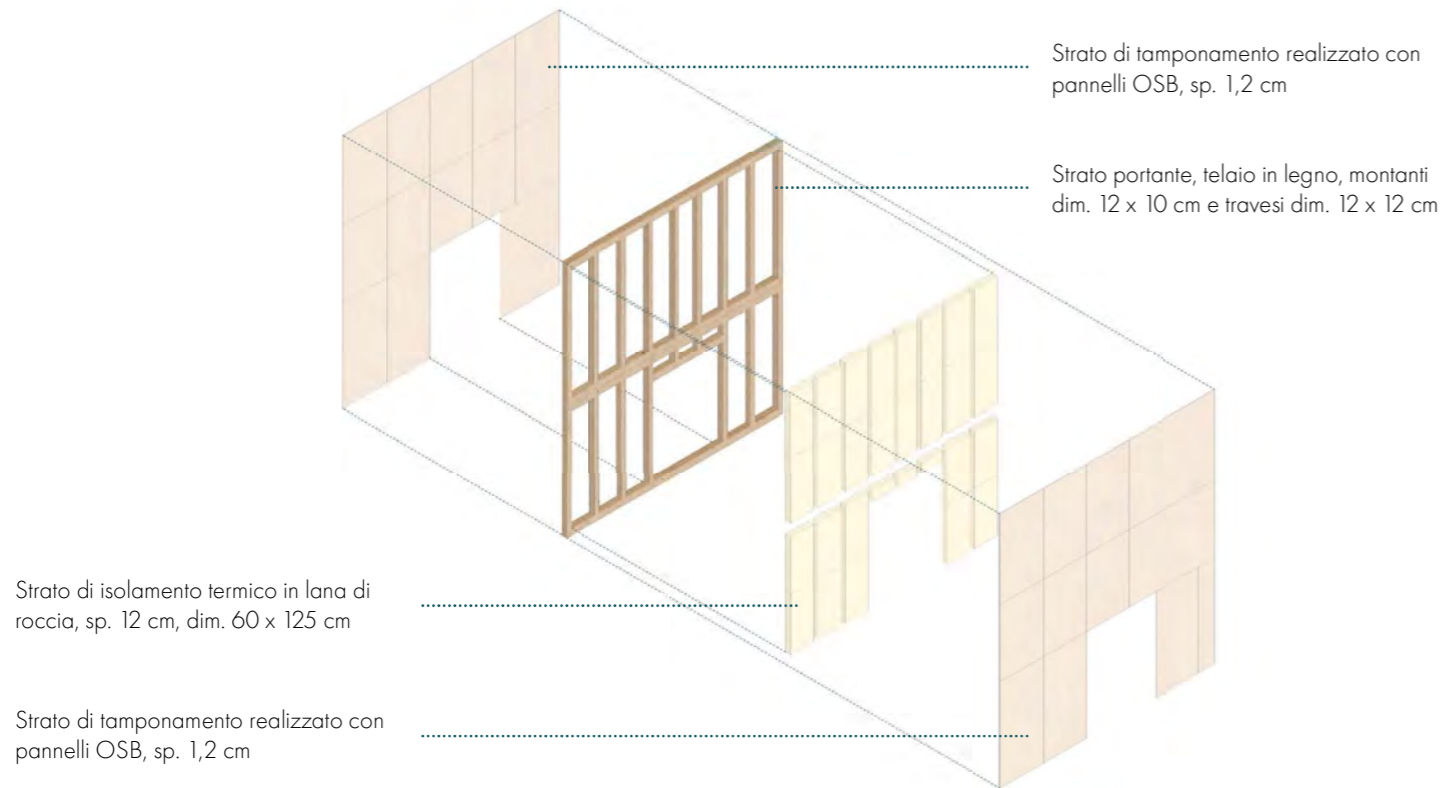 Strato di tamponamento realizzato con
pannelli OSB, sp. 1,2 cm
Strato portante, telaio in legno, montanti
dim. 12 x 10 cm e travesi dim. 12 x 12 cm
Strato di isolamento termico in lana di
roccia, sp. 12 cm, dim. 60 x 125 cm
Strato di tamponamento realizzato con
pannelli OSB, sp. 1,2 cm